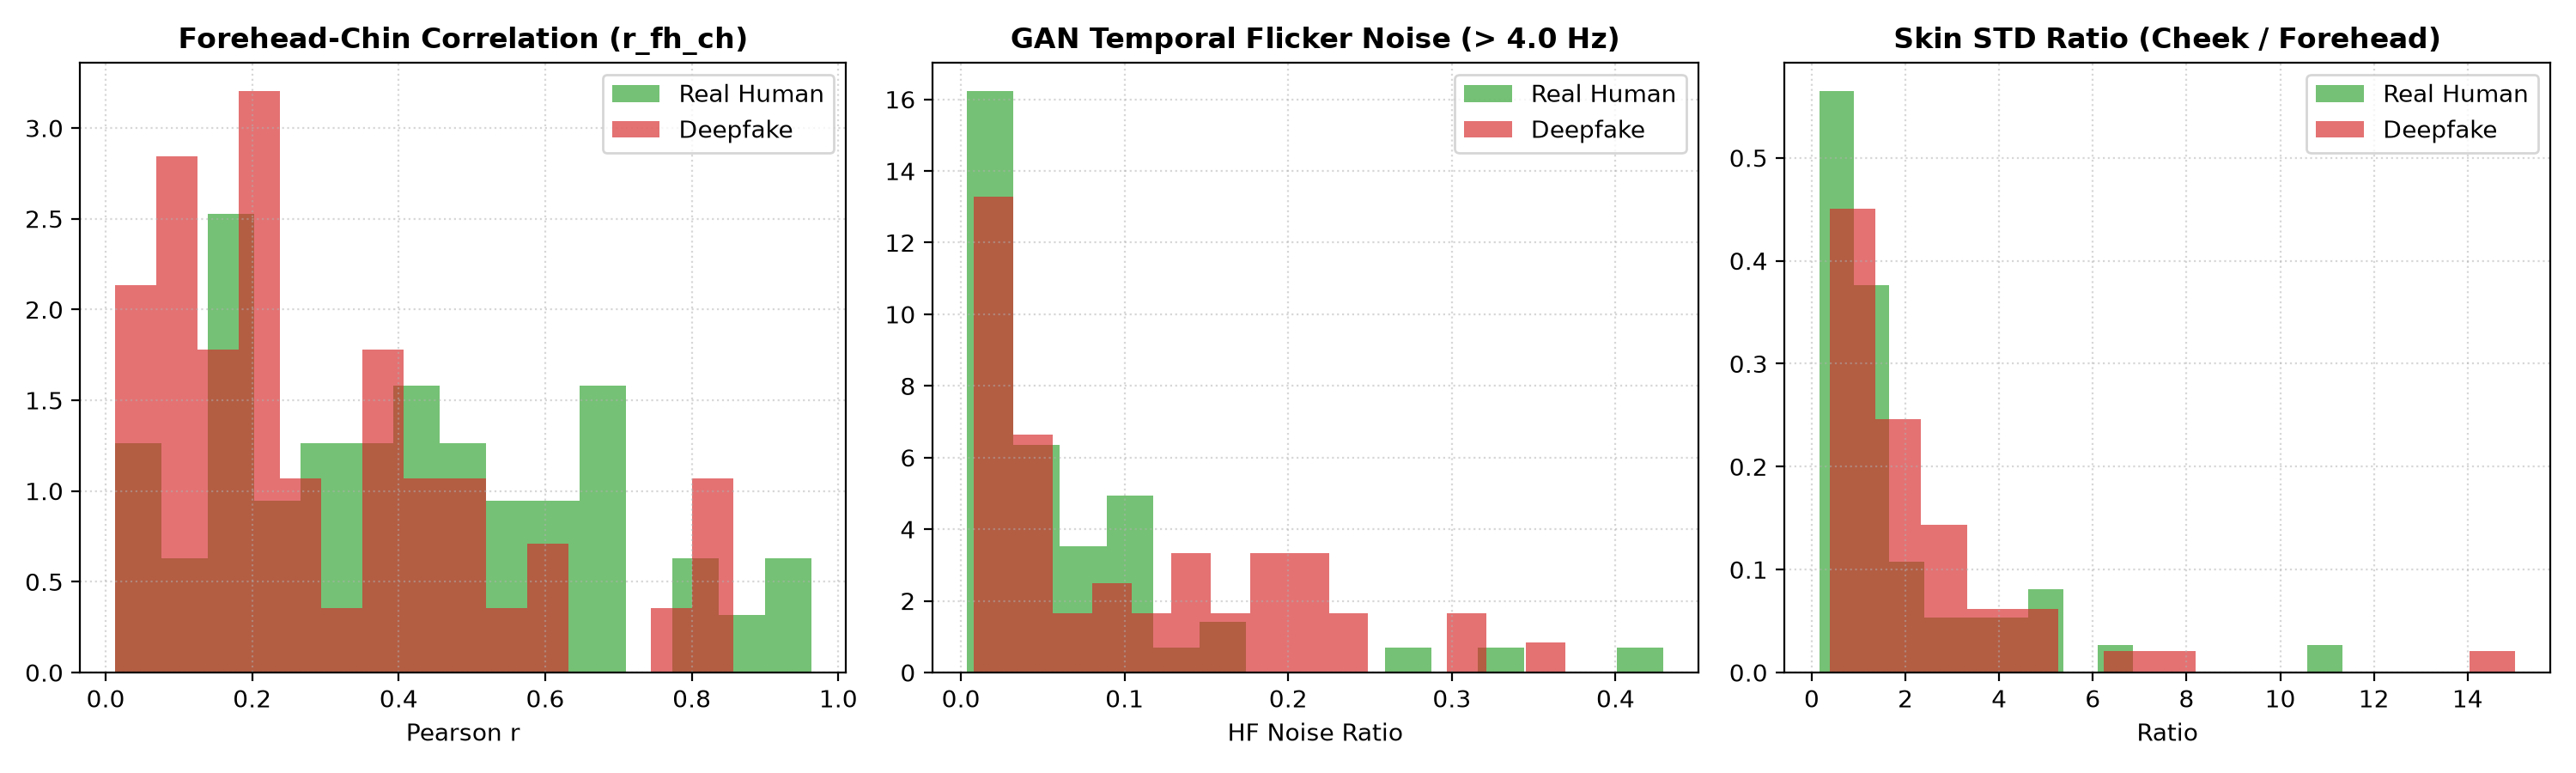 Forehead-Chin Correlation (r_fh_ch)
Real Human
Deepfake
3.0
2.5
2.0
1.5
1.0
0.5
0.0
0.0 0.2 0.4 0.6 0.8 1.0
Pearson r
GAN Temporal Flicker Noise (> 4.0 Hz)
Real Human
Deepfake
16
14
12
10
8
6
4
2
0
0.0 0.1 0.2 0.3 0.4
HF Noise Ratio
Skin STD Ratio (Cheek / Forehead)
Real Human
Deepfake
0.5
0.4
0.3
0.2
0.1
0.0
0 2 4 6 8 10 12 14
Ratio